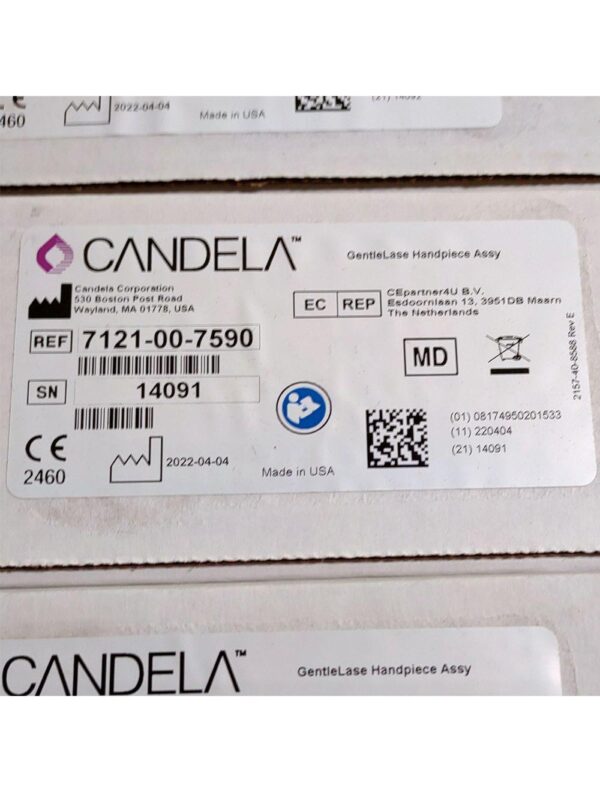 2460
2022-04-04
Made in USA
(21) 14092
CANDELA™
GentleLase Handpiece Assy
Candela Corporation
530 Boston Post Road
Wayland, MA 01778, USA
EC REP
CEpartner4U B.V.
Esdoornlaan 13, 3951DB Maarn
The Netherlands
REF 7121-00-7590
MD
SN 14091
2157-40-8588 Rev E
(01) 08174950201533
(11) 220404
(21) 14091
CE
2460
2022-04-04
Made in USA
CANDELA™
GentleLase Handpiece Assy